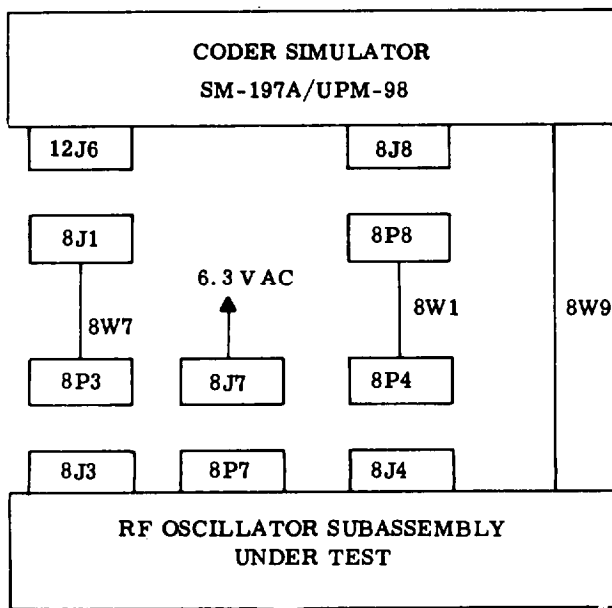 CODER SIMULATOR
SM-197A/UPM-98
12J6
8J8
8J1
8P8
6.3 V AC
8W7
8W1
8W9
8P3
8J7
8P4
8J3
8P7
8J4
RF OSCILLATOR SUBASSEMBLY
UNDER TEST